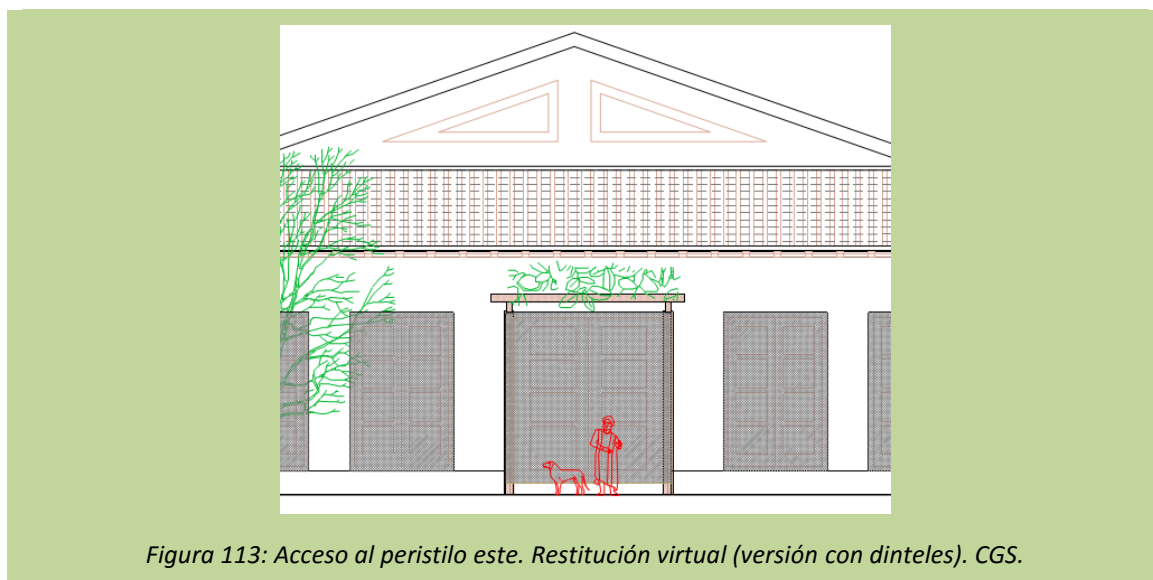 Figura 113: Acceso al peristilo este. Restitución virtual (versión con dinteles). CGS.